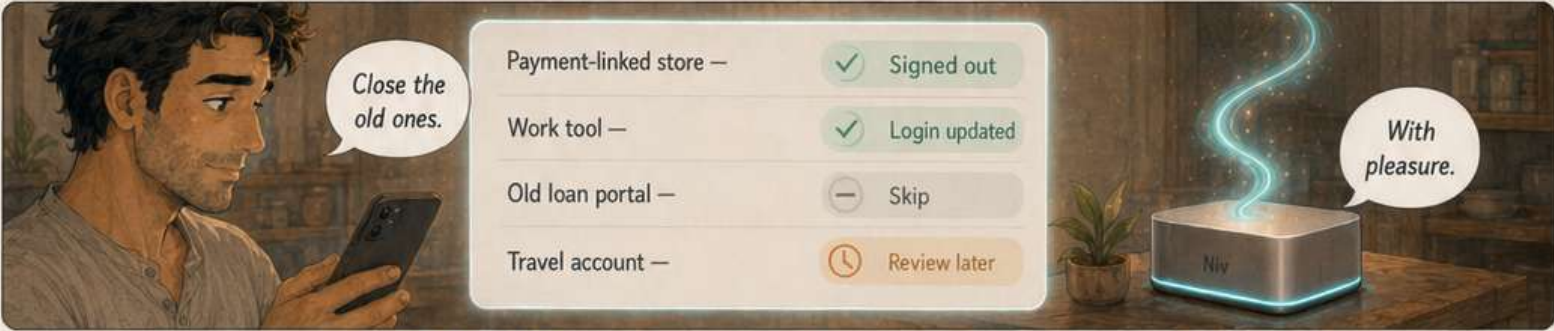 Close the
old ones.
Payment-linked store — Signed out
Work tool — Login updated
Old loan portal — Skip
Travel account — Review later
With
pleasure.
Niv